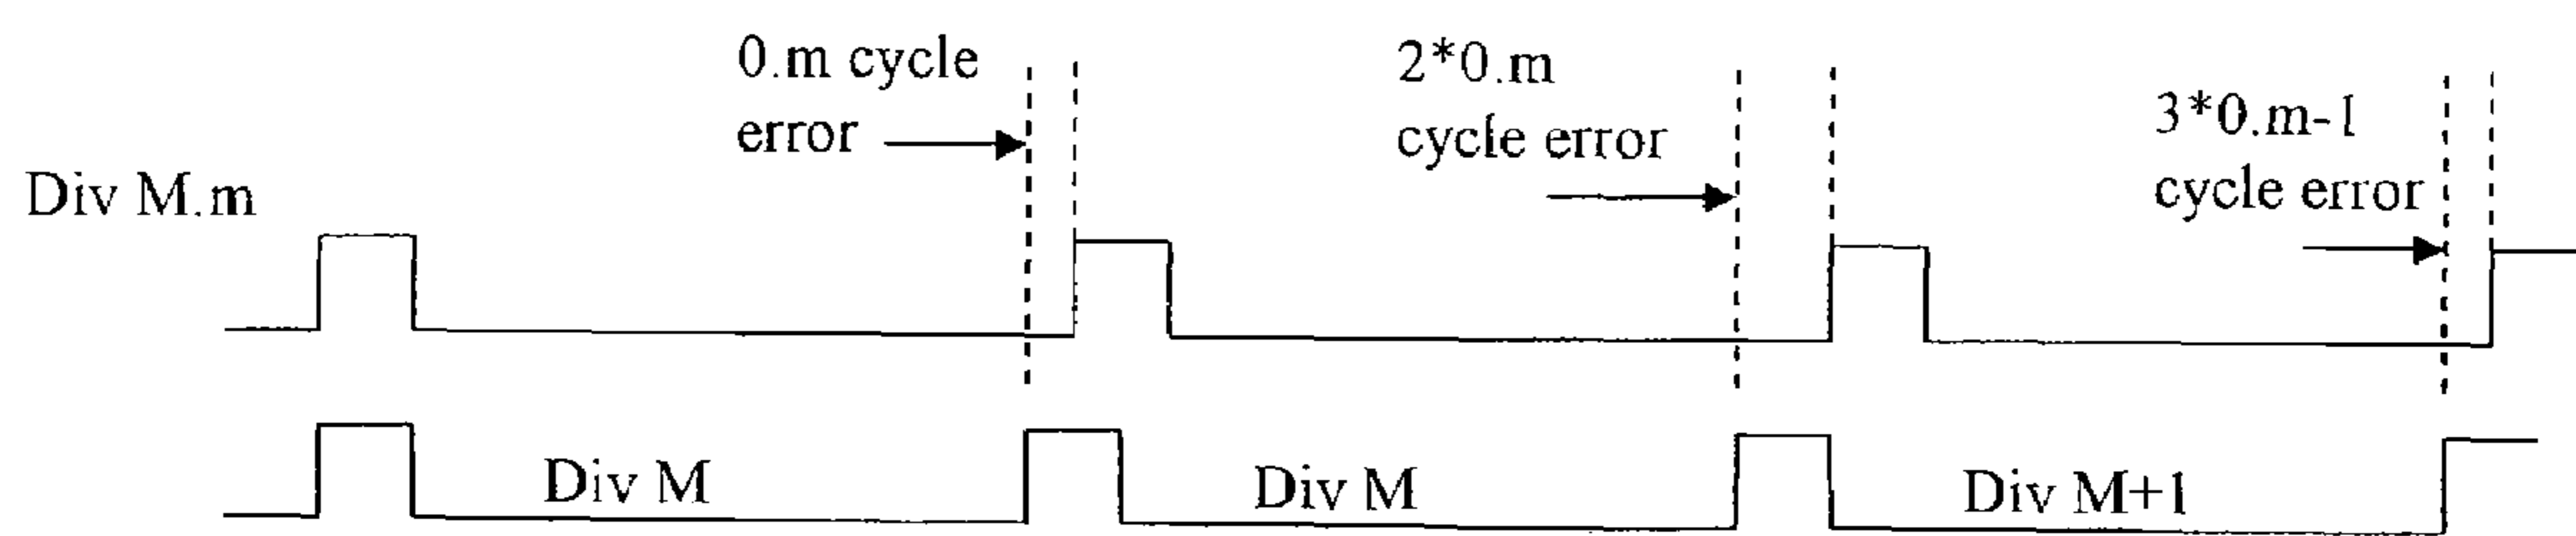 0.m cycle
error
2*0.m
cycle error
3*0.m-1
cycle error
Div M.m
Div M
Div M
Div M+1